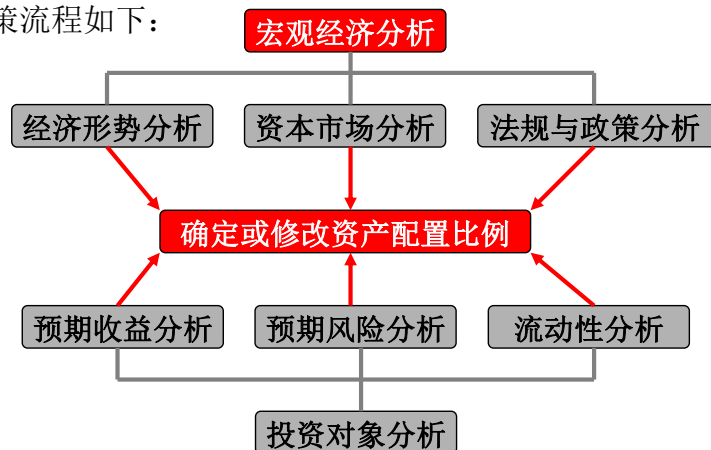 策流程如下：
宏观经济分析
经济形势分析 资本市场分析 法规与政策分析
确定或修改资产配置比例
预期收益分析 预期风险分析 流动性分析
投资对象分析